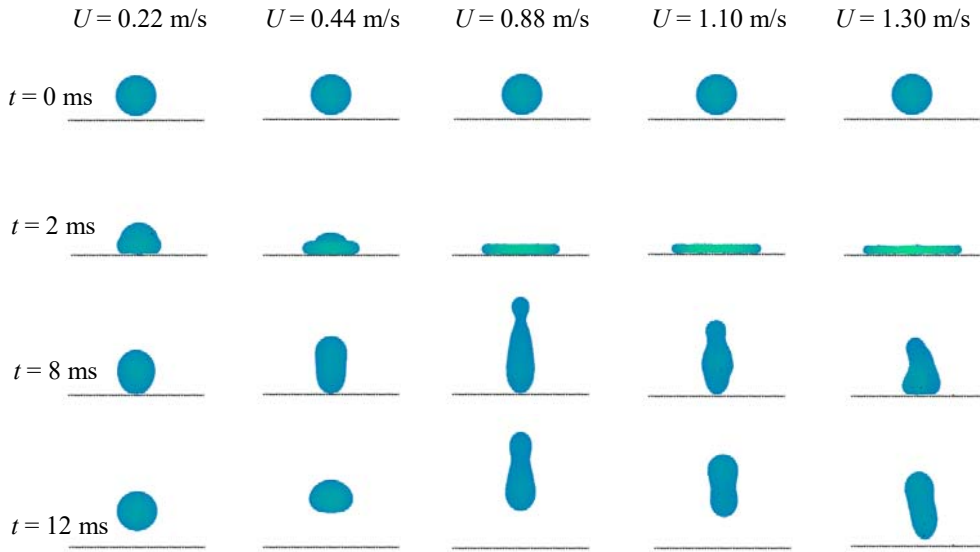 U = 0.22 m/s U = 0.44 m/s U = 0.88 m/s U = 1.10 m/s U = 1.30 m/s
t = 0 ms
t = 2 ms
t = 8 ms
t = 12 ms